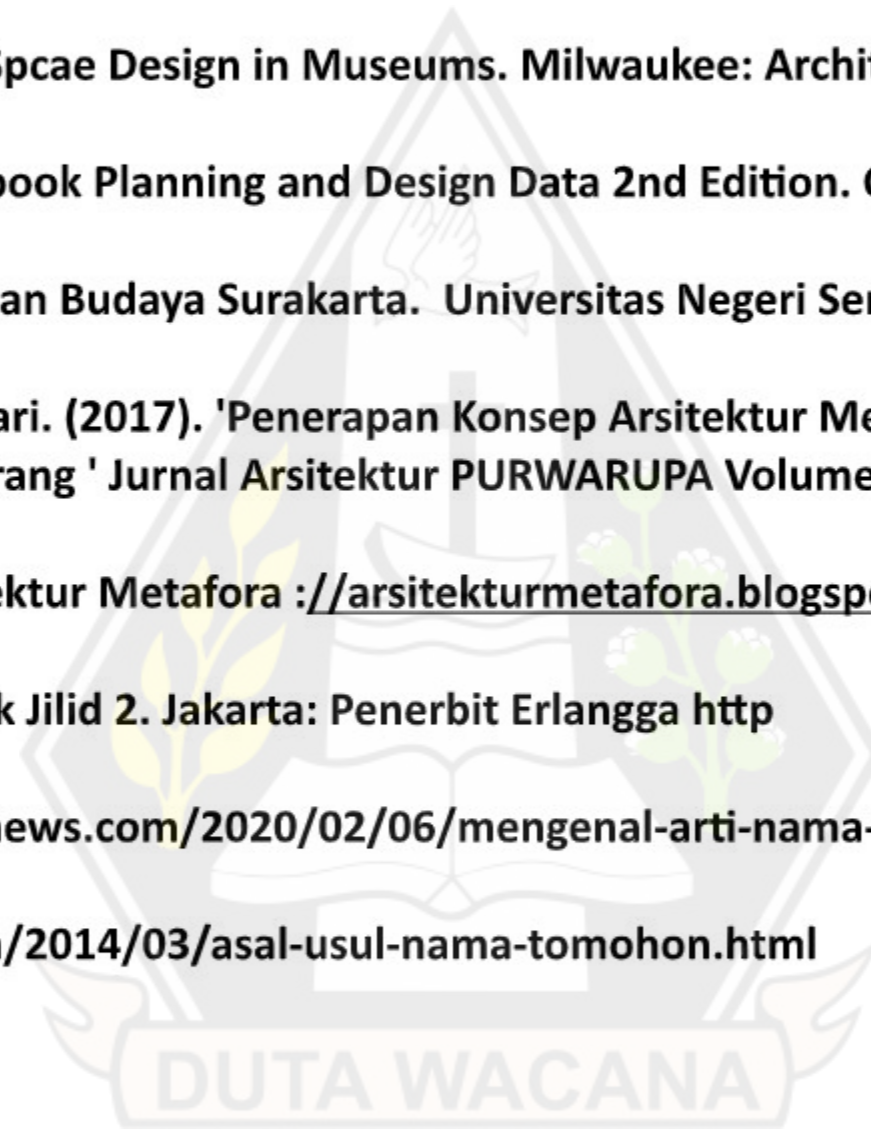 Spcae Design in Museums. Milwaukee: Archit
book Planning and Design Data 2nd Edition.
an Budaya Surakarta.  Universitas Negeri Se
ari. (2017). 'Penerapan Konsep Arsitektur Me
rang ' Jurnal Arsitektur PURWARUPA Volume
ektur Metafora ://arsitekturmetafora.blogsp
k Jilid 2. Jakarta: Penerbit Erlangga http
news.com/2020/02/06/mengenal-arti-nama-
/2014/03/asal-usul-nama-tomohon.html
DUTA WACANA